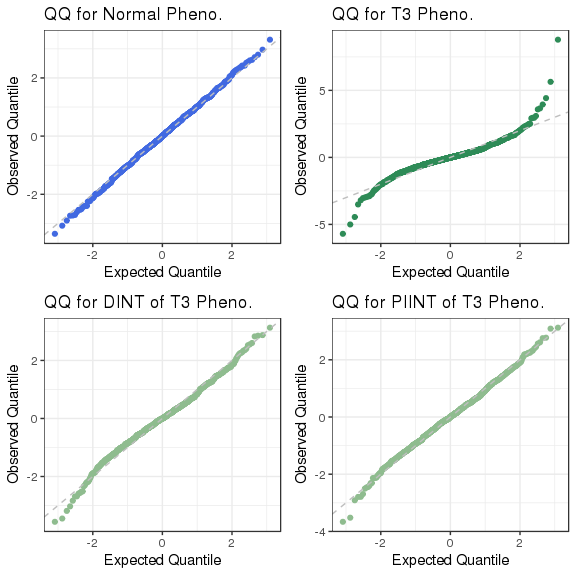 QQ for Normal Pheno.
Observed Quantile
2
0
-2
-2
0
2
Expected Quantile
QQ for T3 Pheno.
Observed Quantile
5
0
-5
-2
0
2
Expected Quantile
QQ for DINT of T3 Pheno.
Observed Quantile
2
0
-2
-2
0
2
Expected Quantile
QQ for PIINT of T3 Pheno.
Observed Quantile
2
0
-2
-4
-2
0
2
Expected Quantile